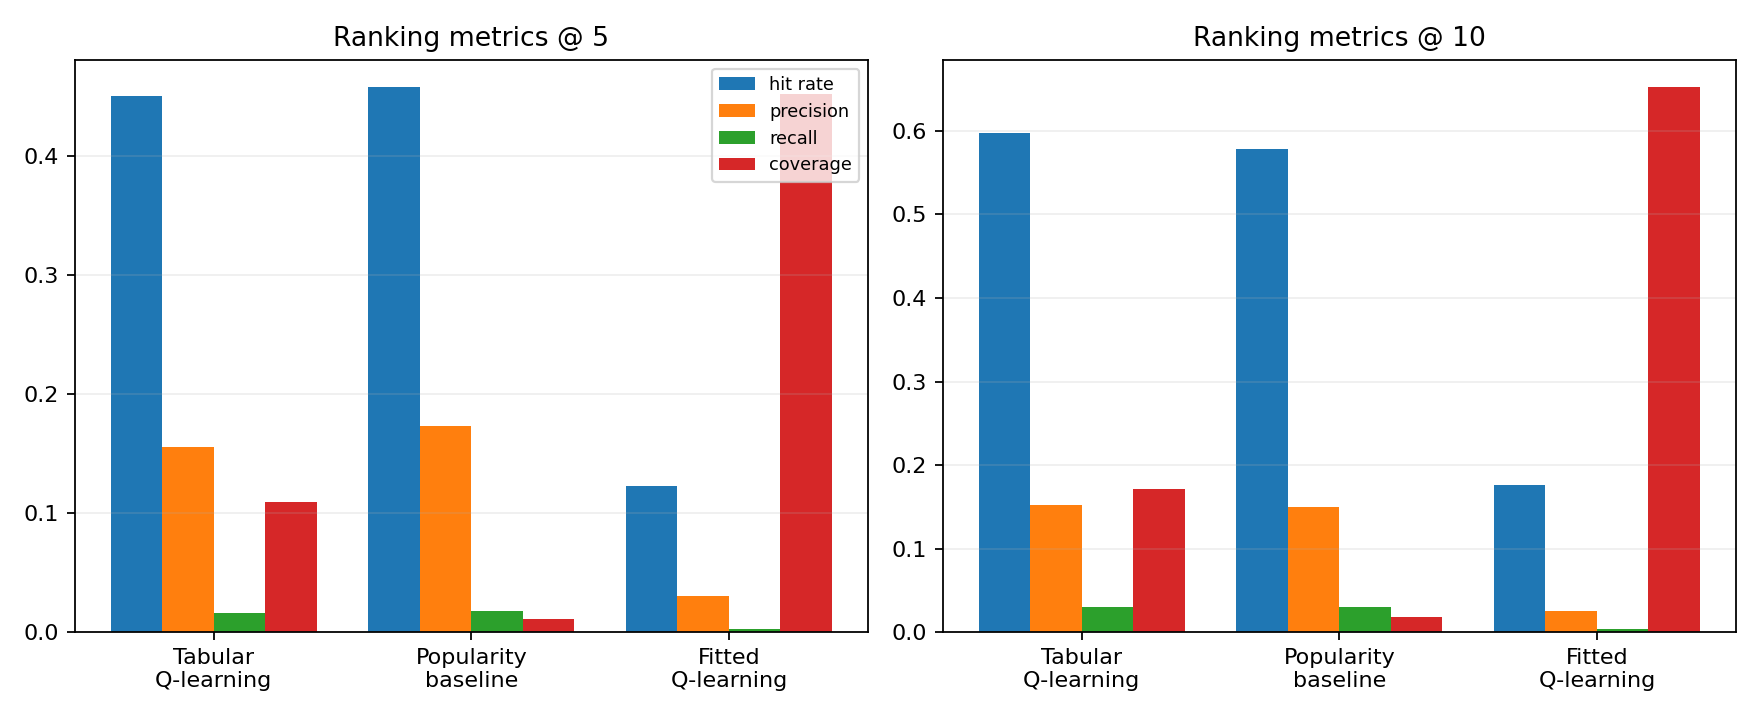 Ranking metrics @ 5
hit rate
precision
recall
coverage
0.4
0.3
0.2
0.1
0.0
Tabular
Q-learning
Popularity
baseline
Fitted
Q-learning
Ranking metrics @ 10
0.6
0.5
0.4
0.3
0.2
0.1
0.0
Tabular
Q-learning
Popularity
baseline
Fitted
Q-learning